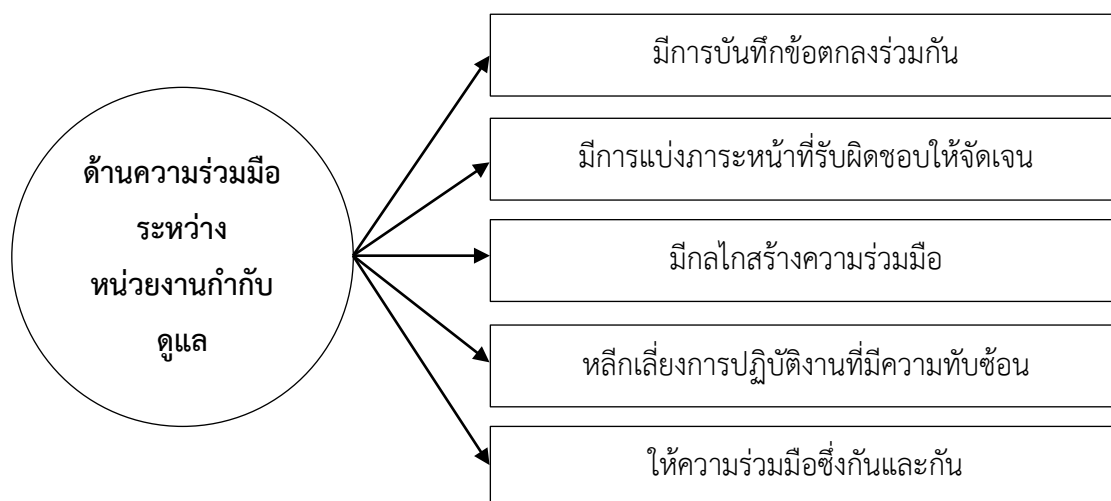 ด้านความร่วมมือ
ระหว่าง
หน่วยงานกำกับ
ดูแล
มีการบันทึกข้อตกลงร่วมกัน
มีการแบ่งภาระหน้าที่รับผิดชอบให้จัดเจน
มีกลไกสร้างความร่วมมือ
หลีกเลี่ยงการปฏิบัติงานที่มีความทับซ้อน
ให้ความร่วมมือซึ่งกันและกัน